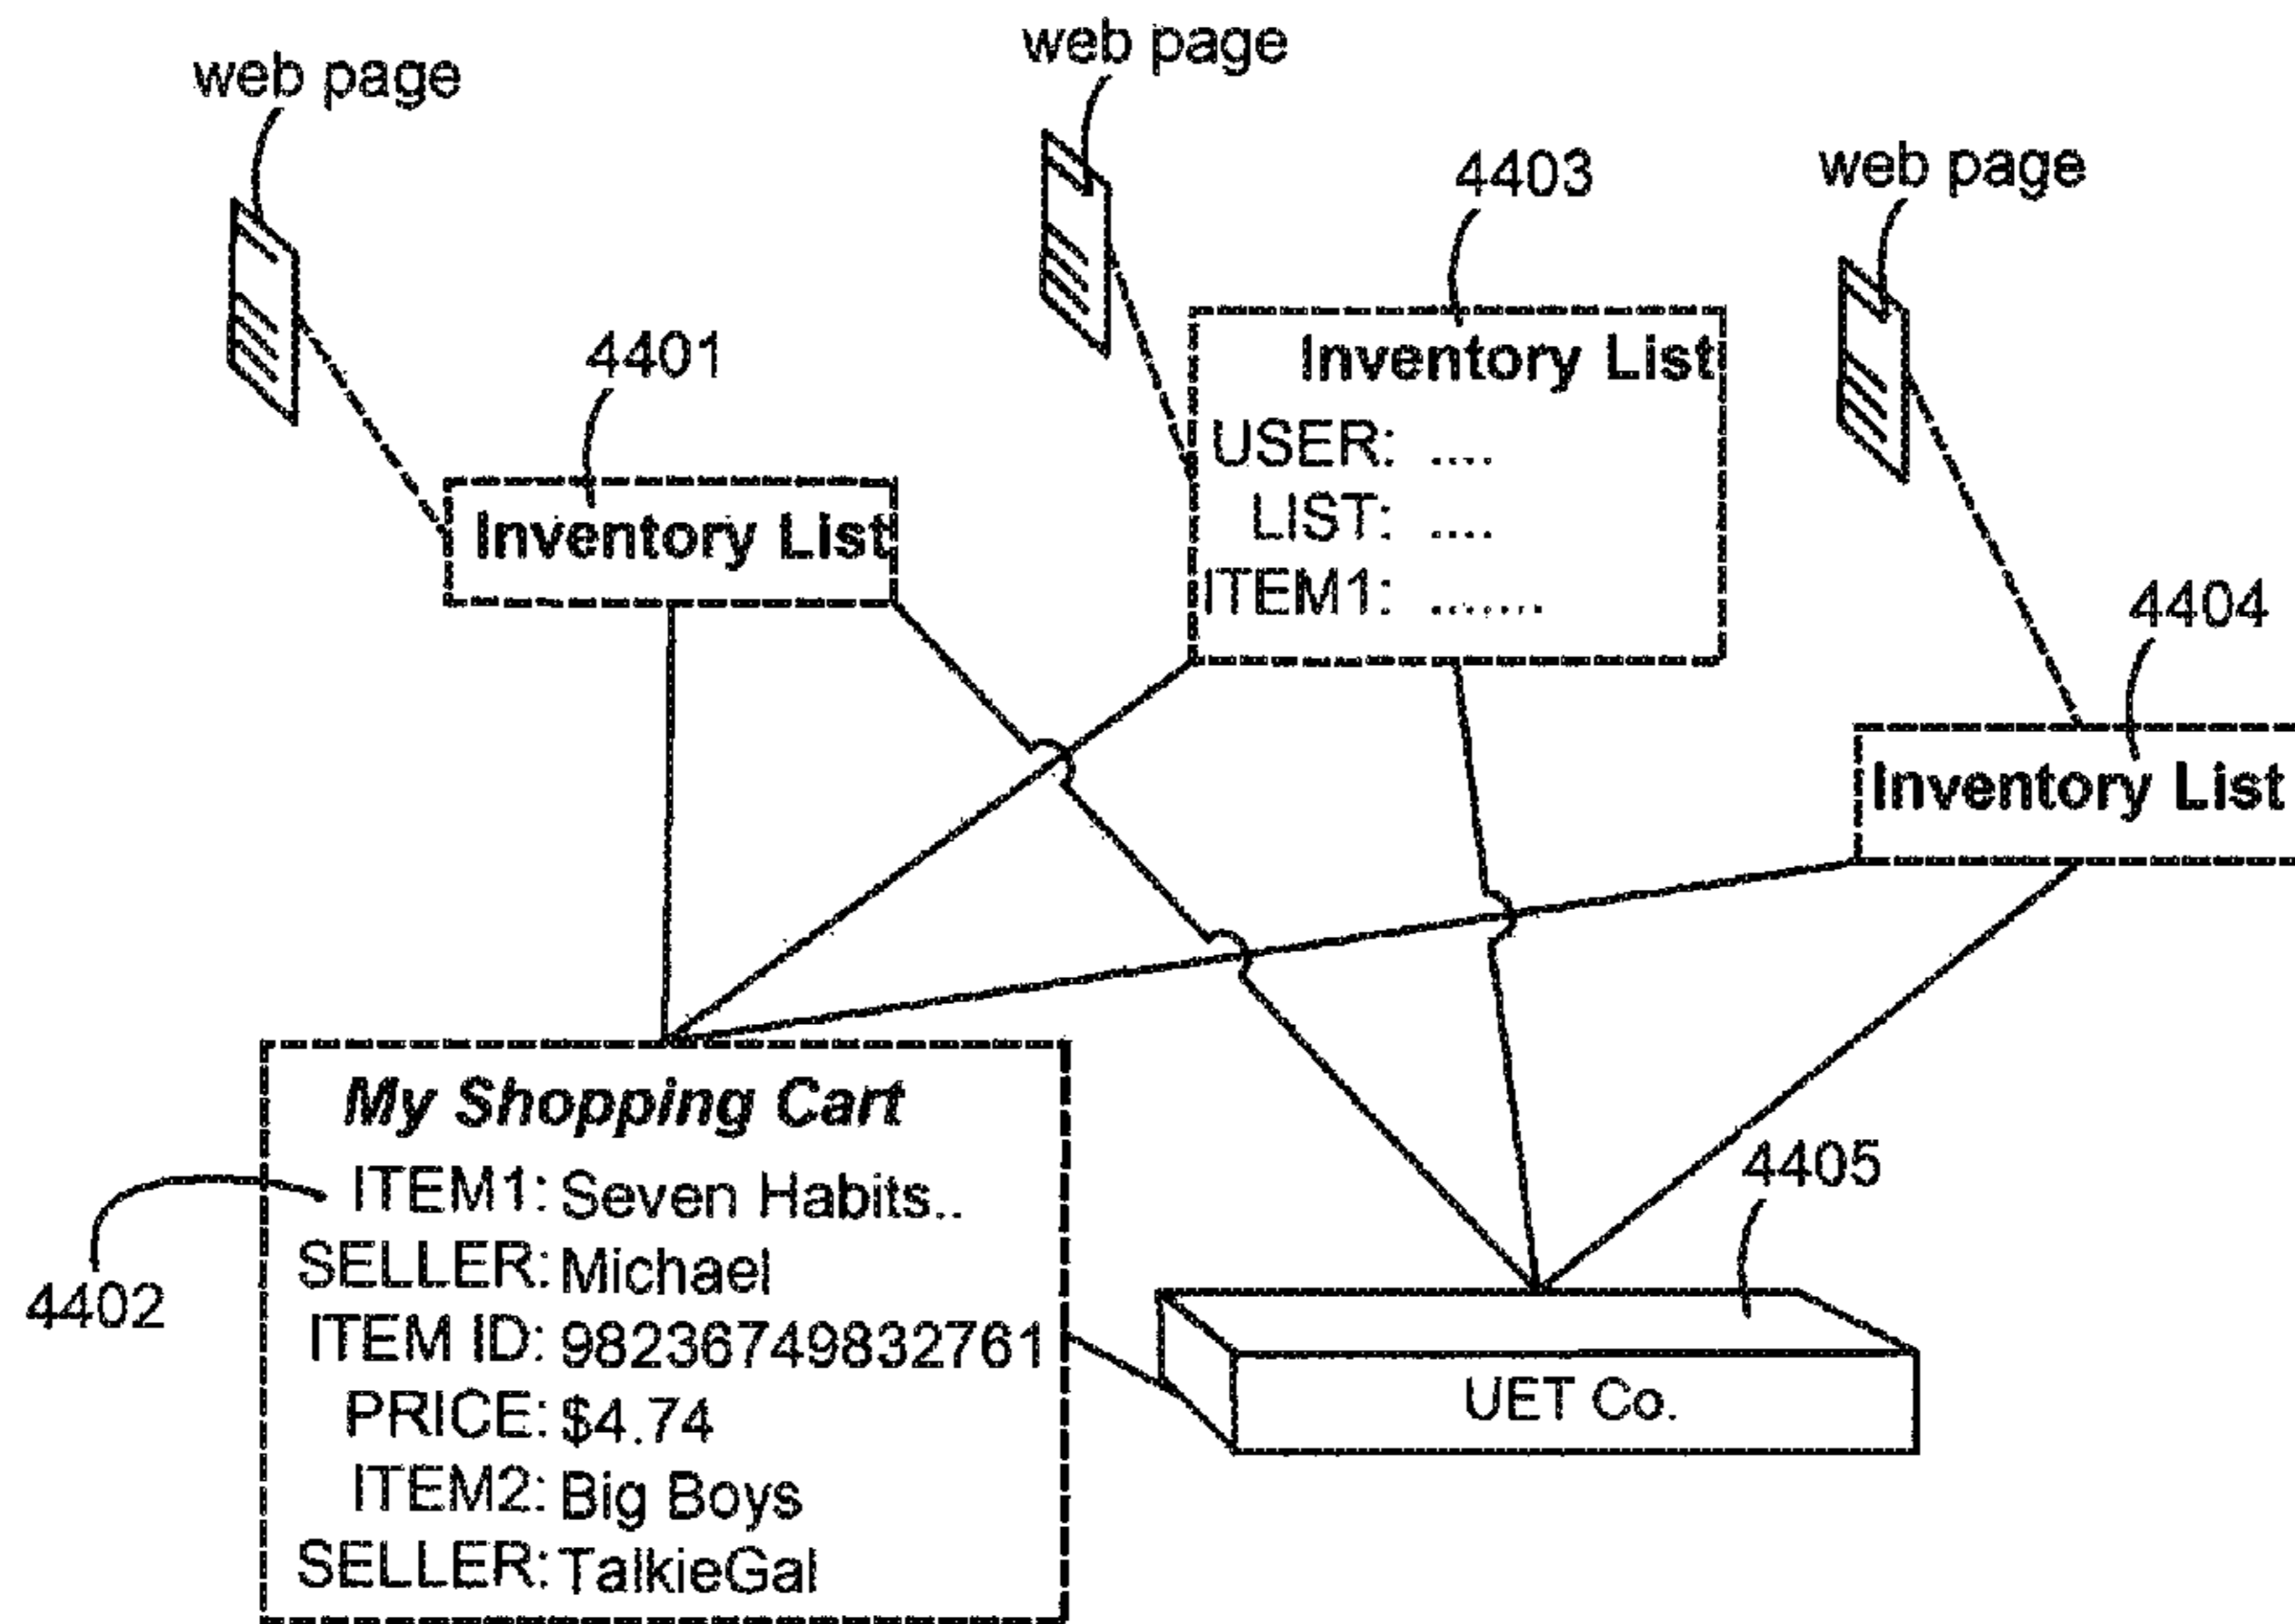 web page
web page
web page
4403
4401
Inventory List
USER: ....
LIST: ....
ITEM1: .......
Inventory List
4404
Inventory List
My Shopping Cart
ITEM1: Seven Habits..
SELLER: Michael
ITEM ID: 98236749832761
PRICE: $4.74
ITEM2: Big Boys
SELLER: TalkieGal
4402
4405
UET Co.